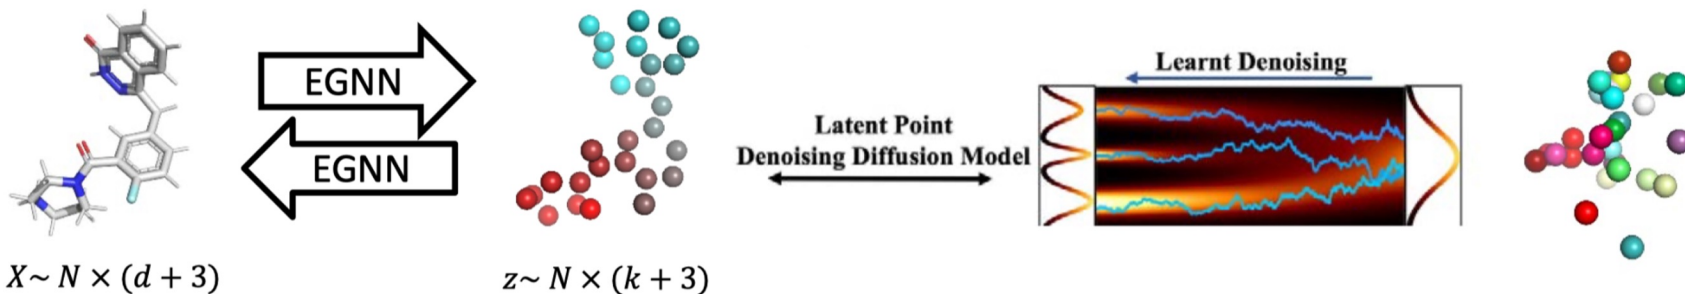 EGNN
EGNN
X~ N × (d + 3)
z~ N × (k + 3)
Latent Point
Denoising Diffusion Model
Learnt Denoising